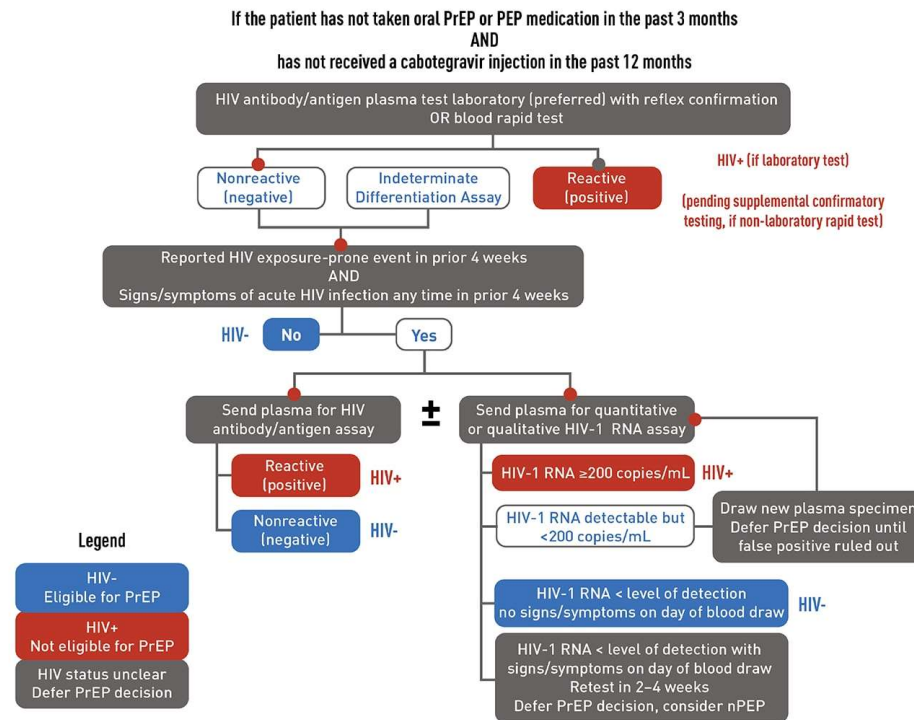 If the patient has not taken oral PrEP or PEP medication in the past 3 months
AND
has not received a cabotegravir injection in the past 12 months
HIV antibody/antigen plasma test laboratory (preferred) with reflex confirmation
OR blood rapid test
Nonreactive
(negative)
Indeterminate
Differentiation Assay
Reactive
(positive)
HIV+ (if laboratory test)
(pending supplemental confirmatory
testing, if non-laboratory rapid test)
Reported HIV exposure-prone event in prior 4 weeks
AND
Signs/symptoms of acute HIV infection any time in prior 4 weeks
HIV-
No
Yes
Send plasma for HIV
antibody/antigen assay
±
Send plasma for quantitative
or qualitative HIV-1 RNA assay
Reactive
(positive)
HIV+
Nonreactive
(negative)
HIV-
HIV-1 RNA ≥200 copies/mL
HIV+
HIV-1 RNA detectable but
<200 copies/mL
Draw new plasma specimen
Defer PrEP decision until
false positive ruled out
HIV-1 RNA < level of detection
no signs/symptoms on day of blood draw
HIV-
HIV-1 RNA < level of detection with
signs/symptoms on day of blood draw
Retest in 2–4 weeks
Defer PrEP decision, consider nPEP
Legend
HIV-
Eligible for PrEP
HIV+
Not eligible for PrEP
HIV status unclear
Defer PrEP decision